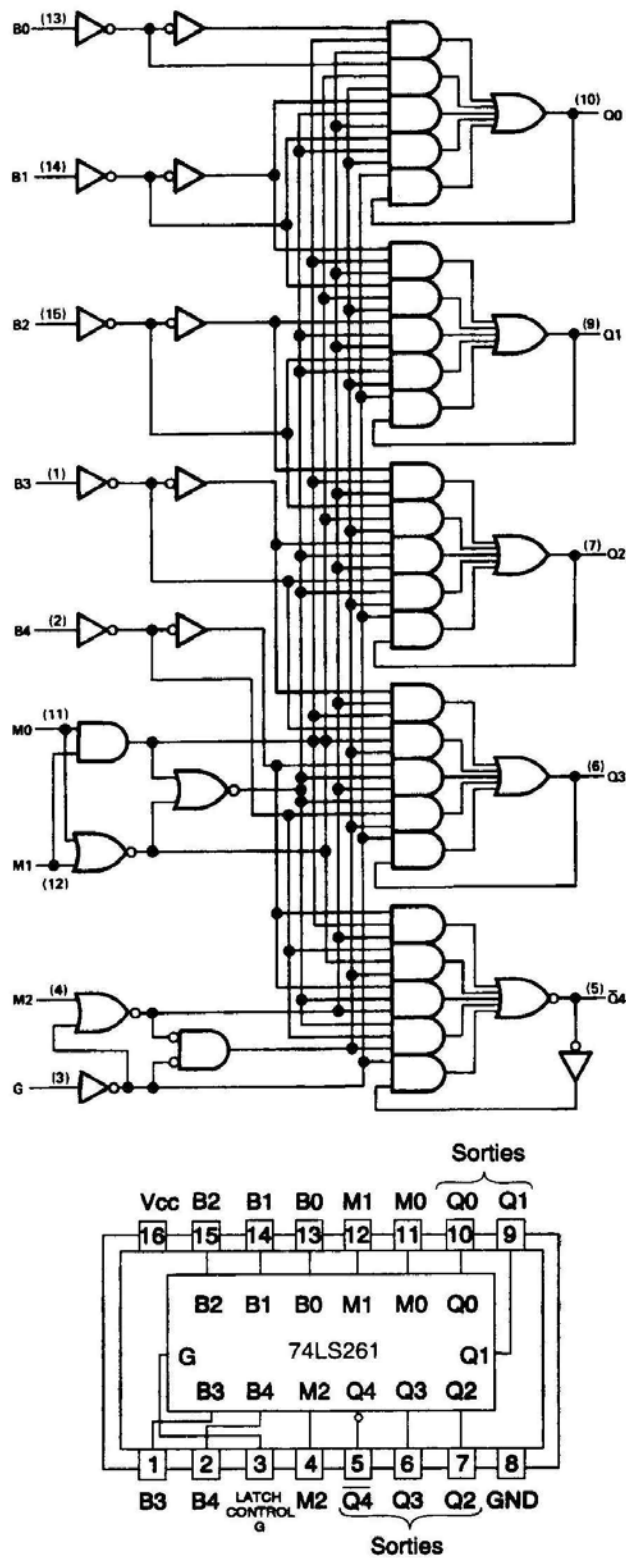 B0 (13)
(10) Q0
B1 (14)
B2 (15)
(9) Q1
B3 (1)
(7) Q2
B4 (2)
M0 (11)
(6) Q3
M1 (12)
M2 (4)
(5) Q̅4
G (3)
Sorties
Vcc B2 B1 B0 M1 M0 Q0 Q1
16 15 14 13 12 11 10 9
B2 B1 B0 M1 M0 Q0
G 74LS261 Q1
B3 B4 M2 Q4 Q3 Q2
1 2 3 4 5 6 7 8
B3 B4 LATCH CONTROL G M2 Q̅4̅ Q3 Q2 GND
Sorties